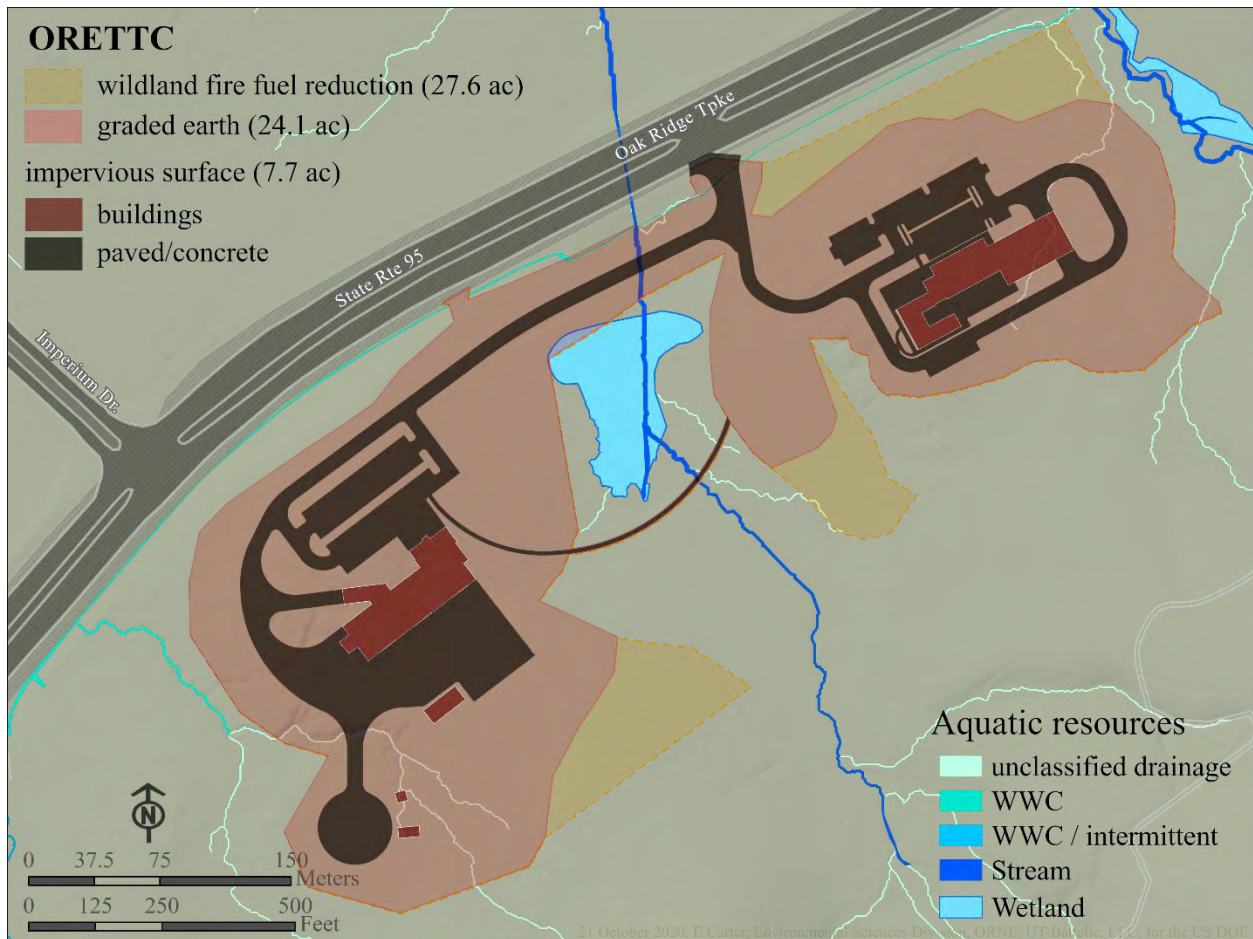 ORETTC
wildland fire fuel reduction (27.6 ac)
graded earth (24.1 ac)
impervious surface (7.7 ac)
buildings
paved/concrete
Oak Ridge Tpke
State Rte 95
Imperium Dr.
Aquatic resources
unclassified drainage
WWC
WWC / intermittent
Stream
Wetland
N
0 37.5 75 150
Meters
0 125 250 500
Feet
21 October 2020, E Carter, Environmental Sciences Division, ORNL, UT-Battelle, LLC, for the US DOE